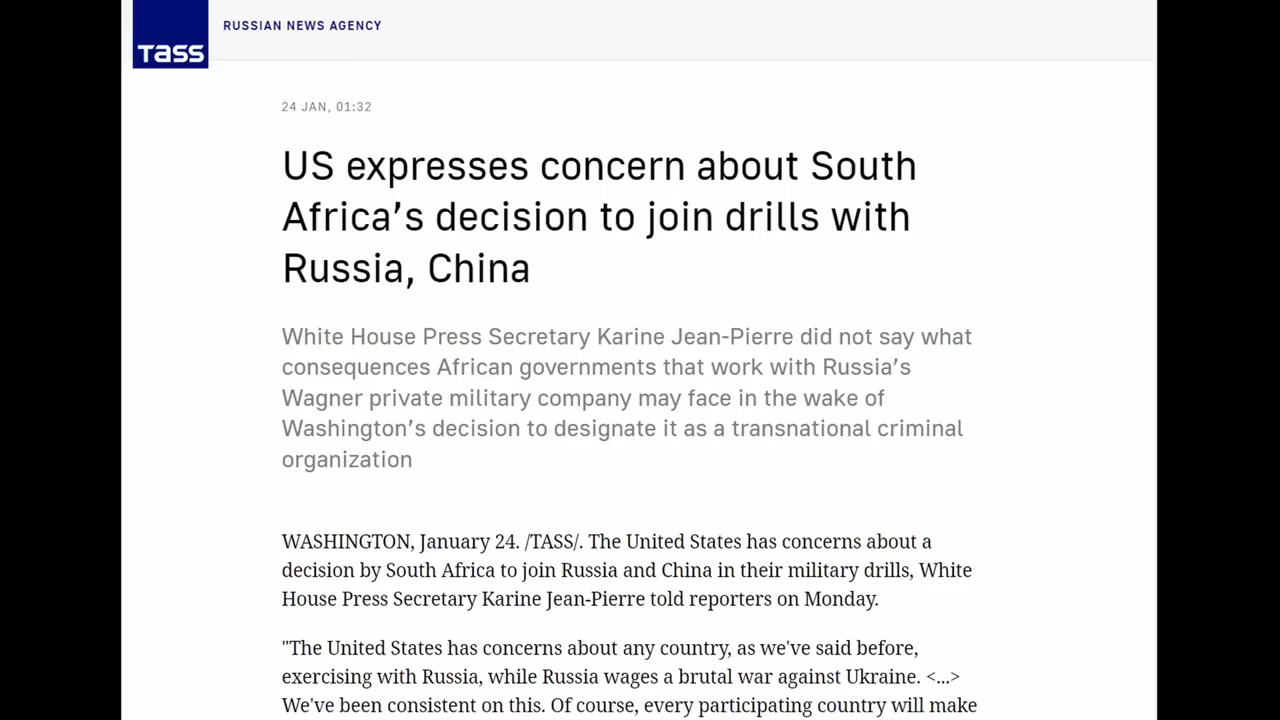 TASS
RUSSIAN NEWS AGENCY
24 JAN, 01:32
US expresses concern about South
Africa’s decision to join drills with
Russia, China
White House Press Secretary Karine Jean-Pierre did not say what
consequences African governments that work with Russia’s
Wagner private military company may face in the wake of
Washington’s decision to designate it as a transnational criminal
organization
WASHINGTON, January 24. /TASS/. The United States has concerns about a
decision by South Africa to join Russia and China in their military drills, White
House Press Secretary Karine Jean-Pierre told reporters on Monday.
"The United States has concerns about any country, as we've said before,
exercising with Russia, while Russia wages a brutal war against Ukraine. <...>
We've been consistent on this. Of course, every participating country will make